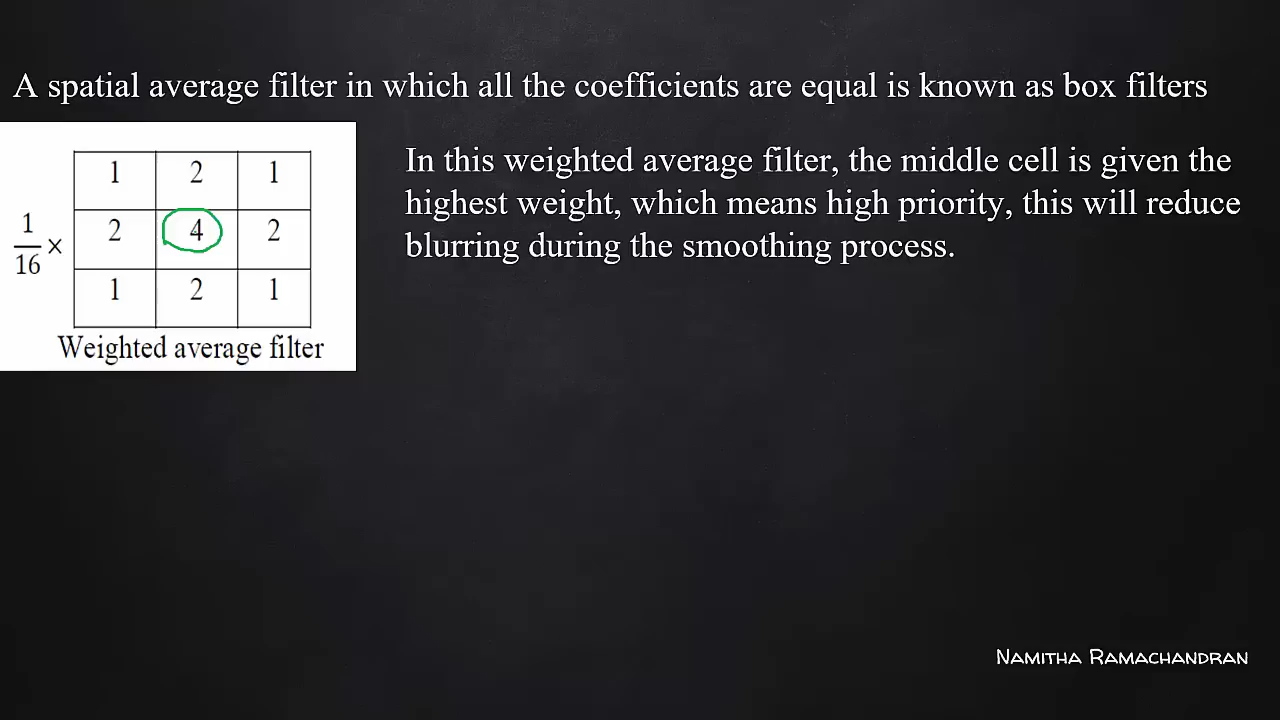 A spatial average filter in which all the coefficients are equal is known as box filters
In this weighted average filter, the middle cell is given the
highest weight, which means high priority, this will reduce
blurring during the smoothing process.
1 2 1
1/16 × 2 4 2
1 2 1
Weighted average filter
Namitha Ramachandran